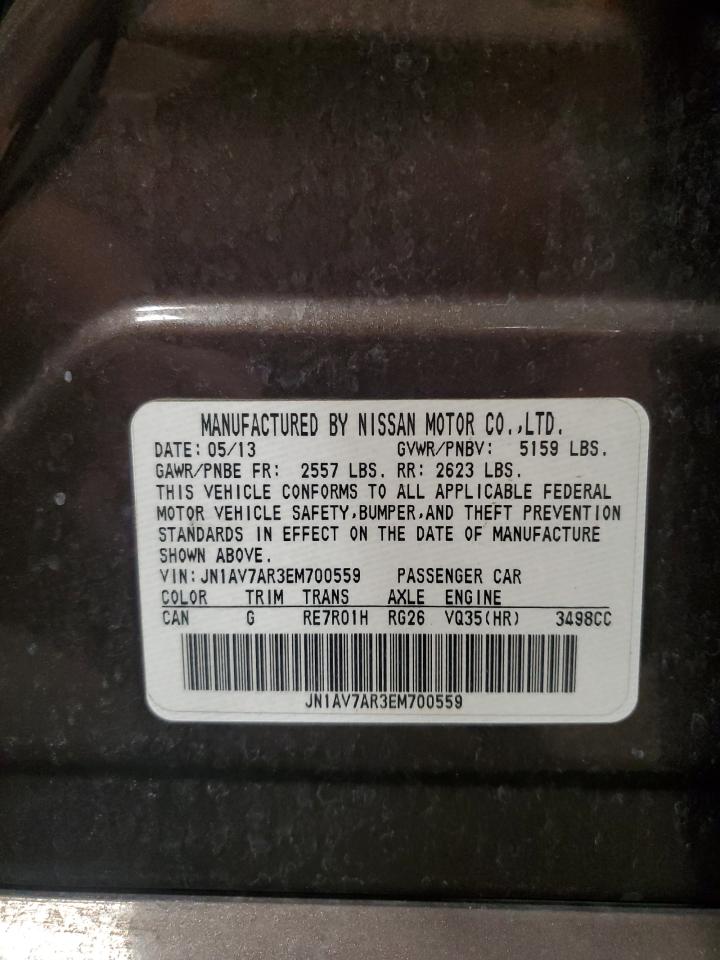 MANUFACTURED BY NISSAN MOTOR CO.,LTD.
DATE: 05/13 GVWR/PNBV: 5159 LBS.
GAWR/PNBE FR: 2557 LBS. RR: 2623 LBS.
THIS VEHICLE CONFORMS TO ALL APPLICABLE FEDERAL
MOTOR VEHICLE SAFETY,BUMPER,AND THEFT PREVENTION
STANDARDS IN EFFECT ON THE DATE OF MANUFACTURE
SHOWN ABOVE.
VIN: JN1AV7AR3EM700559 PASSENGER CAR
COLOR TRIM TRANS AXLE ENGINE
CAN G RE7R01H RG26 VQ35(HR) 3498CC
JN1AV7AR3EM700559